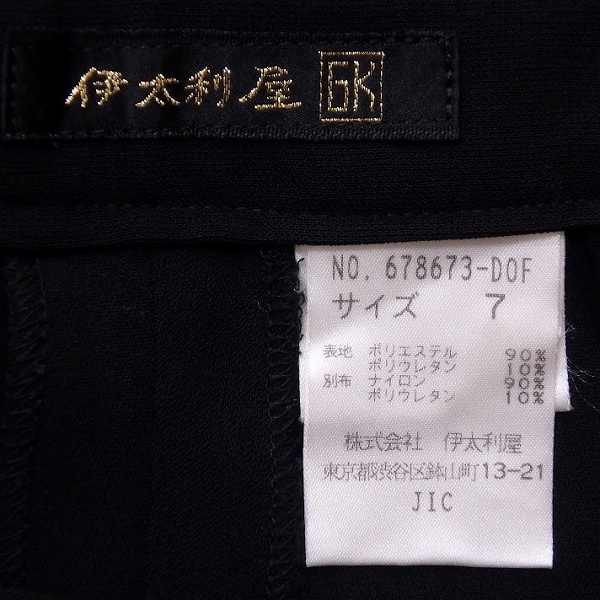 伊太利屋 GK
NO. 678673-DOF
サイズ 7
表地 ポリエステル 90%
ポリウレタン 10%
別布 ナイロン 90%
ポリウレタン 10%
株式会社 伊太利屋
東京都渋谷区鉢山町13-21
JIC